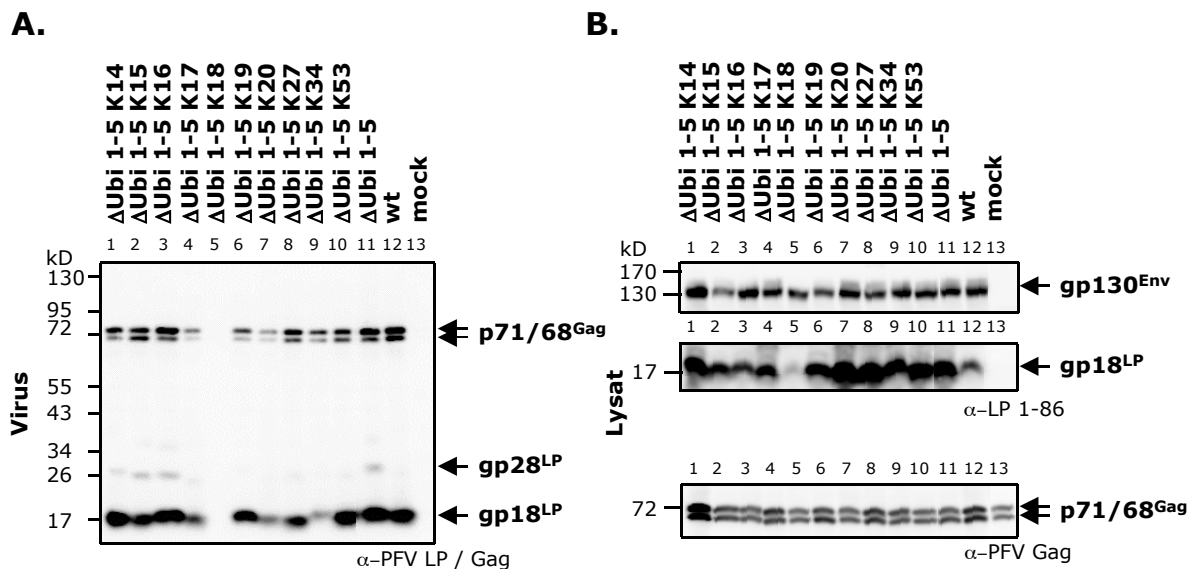 A.
ΔUbi 1-5 K14
ΔUbi 1-5 K15
ΔUbi 1-5 K16
ΔUbi 1-5 K17
ΔUbi 1-5 K18
ΔUbi 1-5 K19
ΔUbi 1-5 K20
ΔUbi 1-5 K27
ΔUbi 1-5 K34
ΔUbi 1-5 K53
ΔUbi 1-5
wt
mock
kD
1 2 3 4 5 6 7 8 9 10 11 12 13
130
95
72
55
43
34
26
17
Virus
p71/68Gag
gp28LP
gp18LP
α-PFV LP / Gag
B.
ΔUbi 1-5 K14
ΔUbi 1-5 K15
ΔUbi 1-5 K16
ΔUbi 1-5 K17
ΔUbi 1-5 K18
ΔUbi 1-5 K19
ΔUbi 1-5 K20
ΔUbi 1-5 K27
ΔUbi 1-5 K34
ΔUbi 1-5 K53
ΔUbi 1-5
wt
mock
kD
1 2 3 4 5 6 7 8 9 10 11 12 13
170
130
gp130Env
1 2 3 4 5 6 7 8 9 10 11 12 13
17
gp18LP
α-LP 1-86
Lysat
1 2 3 4 5 6 7 8 9 10 11 12 13
72
p71/68Gag
α-PFV Gag